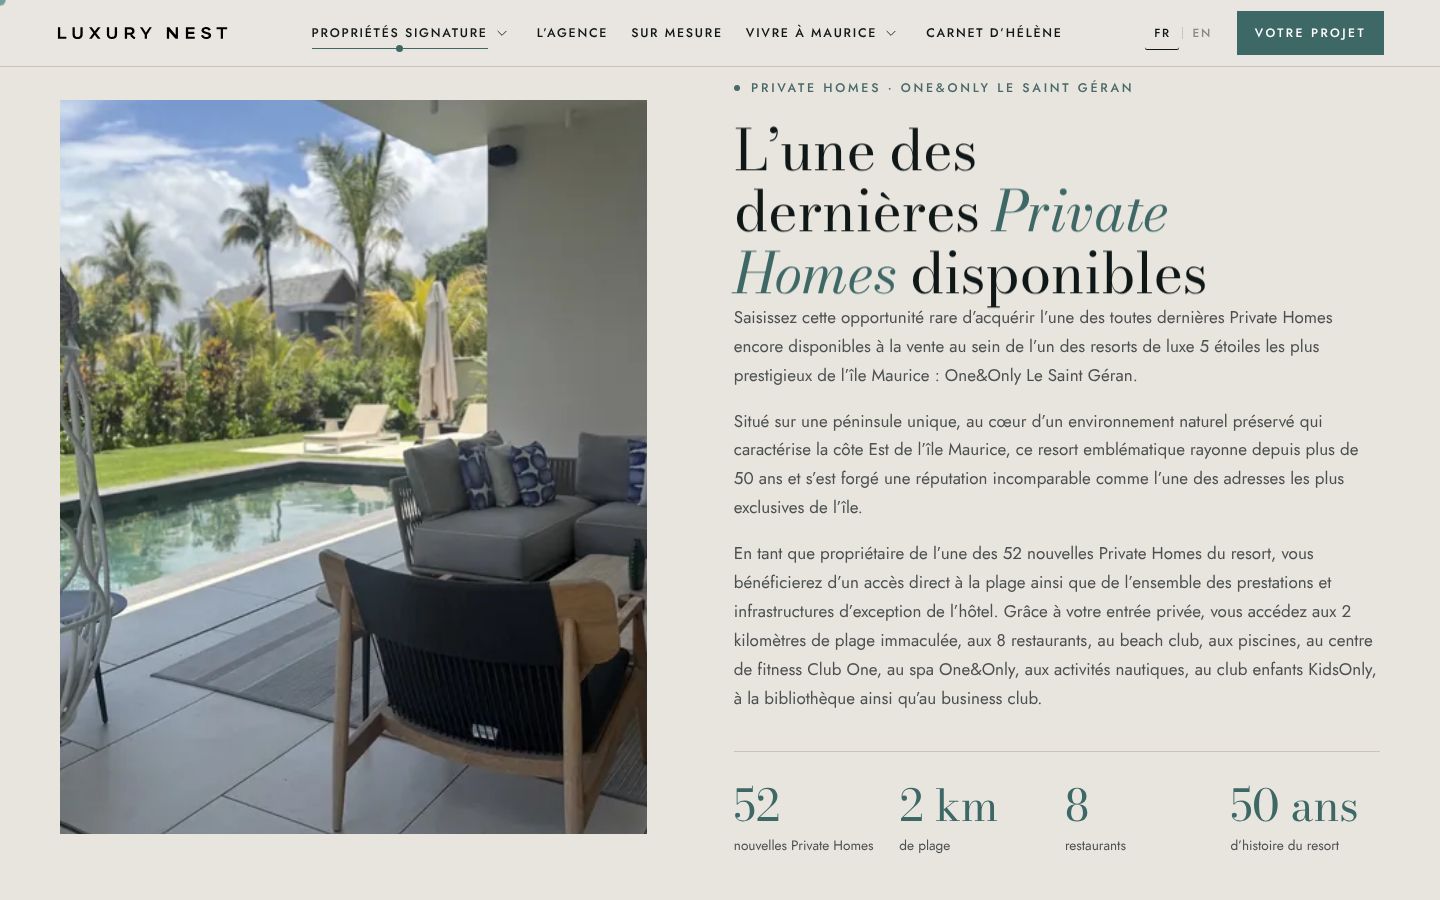 LUXURY NEST
PROPRIÉTÉS SIGNATURE
L’AGENCE
SUR MESURE
VIVRE À MAURICE
CARNET D’HÉLÈNE
FR
EN
VOTRE PROJET
PRIVATE HOMES · ONE&ONLY LE SAINT GÉRAN
L’une des
dernières Private
Homes disponibles
Saisissez cette opportunité rare d’acquérir l’une des toutes dernières Private Homes
encore disponibles à la vente au sein de l’un des resorts de luxe 5 étoiles les plus
prestigieux de l’île Maurice : One&Only Le Saint Géran.
Situé sur une péninsule unique, au cœur d’un environnement naturel préservé qui
caractérise la côte Est de l’île Maurice, ce resort emblématique rayonne depuis plus de
50 ans et s’est forgé une réputation incomparable comme l’une des adresses les plus
exclusives de l’île.
En tant que propriétaire de l’une des 52 nouvelles Private Homes du resort, vous
bénéficierez d’un accès direct à la plage ainsi que de l’ensemble des prestations et
infrastructures d’exception de l’hôtel. Grâce à votre entrée privée, vous accédez aux 2
kilomètres de plage immaculée, aux 8 restaurants, au beach club, aux piscines, au centre
de fitness Club One, au spa One&Only, aux activités nautiques, au club enfants KidsOnly,
à la bibliothèque ainsi qu’au business club.
52
nouvelles Private Homes
2 km
de plage
8
restaurants
50 ans
d’histoire du resort